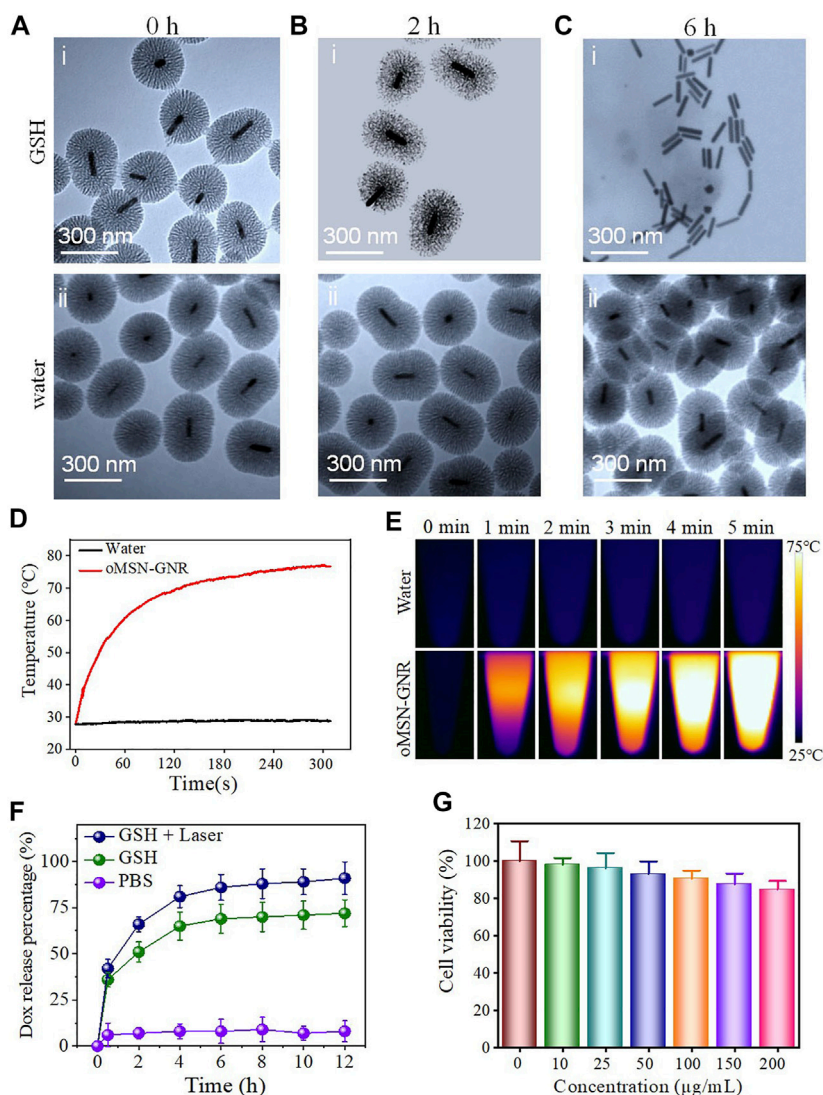 A
0 h
B
2 h
C
6 h
i
i
i
GSH
300 nm
300 nm
300 nm
ii
ii
ii
water
300 nm
300 nm
300 nm
D
Water
oMSN-GNR
80
70
60
50
40
30
20
Temperature (°C)
0 60 120 180 240 300
Time(s)
E
0 min 1 min 2 min 3 min 4 min 5 min
Water
oMSN-GNR
75℃
25℃
F
GSH + Laser
GSH
PBS
100
75
50
25
0
Dox release percentage (%)
0 2 4 6 8 10 12
Time (h)
G
120
100
80
60
40
20
0
Cell viability (%)
0 10 25 50 100 150 200
Concentration (µg/mL)